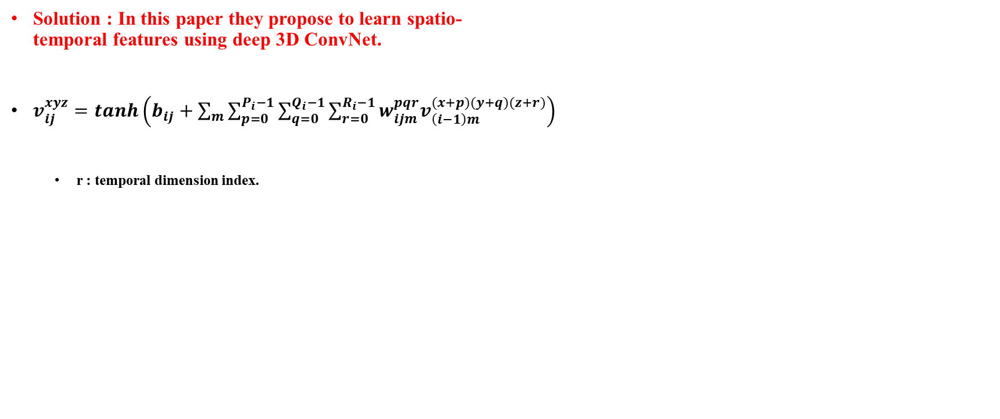 • Solution : In this paper they propose to learn spatio-
temporal features using deep 3D ConvNet.
• $v_{ij}^{xyz} = tanh\left(b_{ij} + \sum_m \sum_{p=0}^{P_i-1} \sum_{q=0}^{Q_i-1} \sum_{r=0}^{R_i-1} w_{ijm}^{pqr} v_{(i-1)m}^{(x+p)(y+q)(z+r)}\right)$
• r : temporal dimension index.